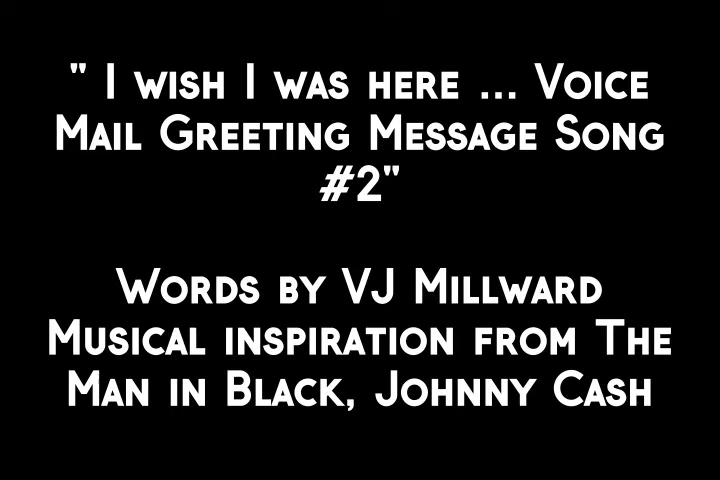 " I wish I was here ... Voice
Mail Greeting Message Song
#2"
Words by VJ Millward
Musical inspiration from The
Man in Black, Johnny Cash